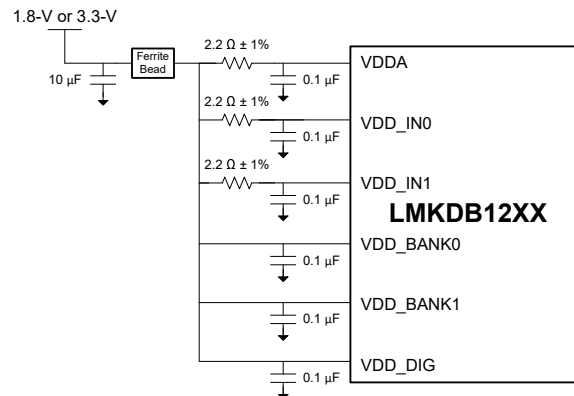 1.8-V or 3.3-V
Ferrite
Bead
10 µF
2.2 Ω ± 1%
0.1 µF
VDDA
2.2 Ω ± 1%
0.1 µF
VDD_IN0
2.2 Ω ± 1%
0.1 µF
VDD_IN1
LMKDB12XX
0.1 µF
VDD_BANK0
0.1 µF
VDD_BANK1
0.1 µF
VDD_DIG